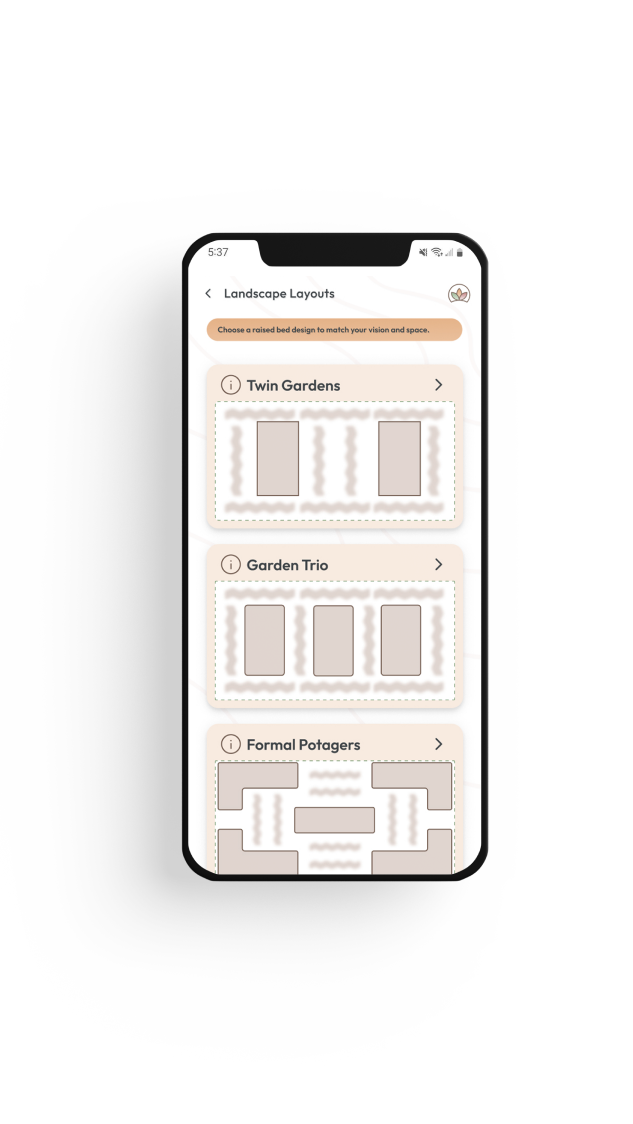 5:37
Landscape Layouts
Choose a raised bed design to match your vision and space.
Twin Gardens
Garden Trio
Formal Potagers